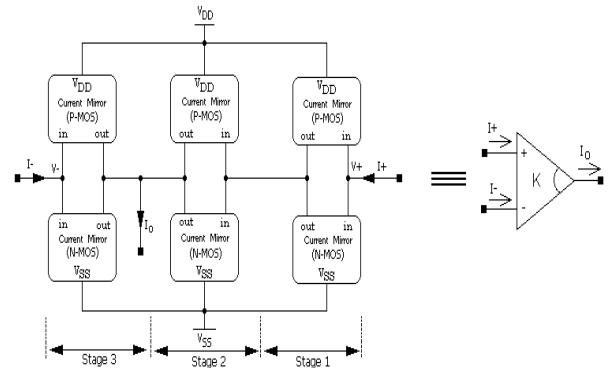 VDD
VDD
Current Mirror
(P-MOS)
in out
VDD
Current Mirror
(P-MOS)
out in
VDD
Current Mirror
(P-MOS)
out in
I- V-
V+ I+
I0
in out
Current Mirror
(N-MOS)
VSS
out in
Current Mirror
(N-MOS)
VSS
out in
Current Mirror
(N-MOS)
VSS
VSS
Stage 3
Stage 2
Stage 1
I+
+
K
I0
I-
-